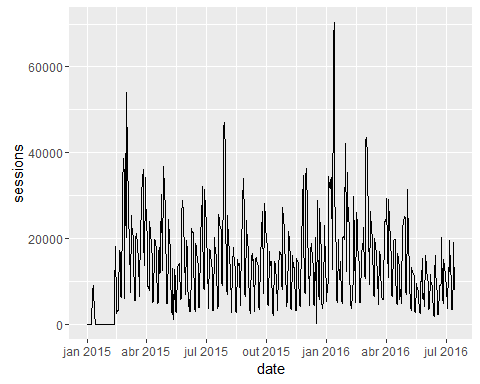 60000
40000
20000
0
sessions
jan 2015
abr 2015
jul 2015
out 2015
jan 2016
abr 2016
jul 2016
date